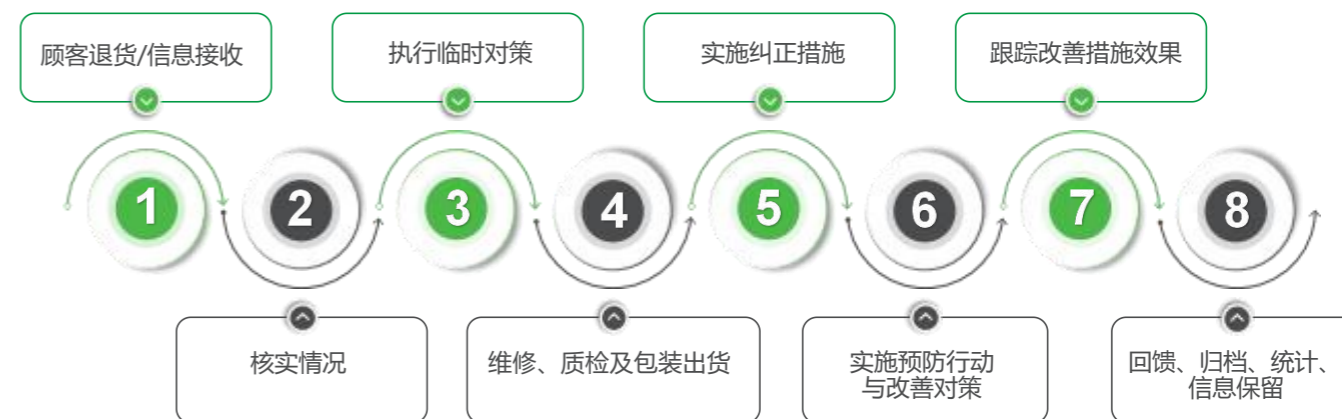 顾客退货/信息接收
执行临时对策
实施纠正措施
跟踪改善措施效果
1
2
3
4
5
6
7
8
核实情况
维修、质检及包装出货
实施预防行动
与改善对策
回馈、归档、统计、
信息保留